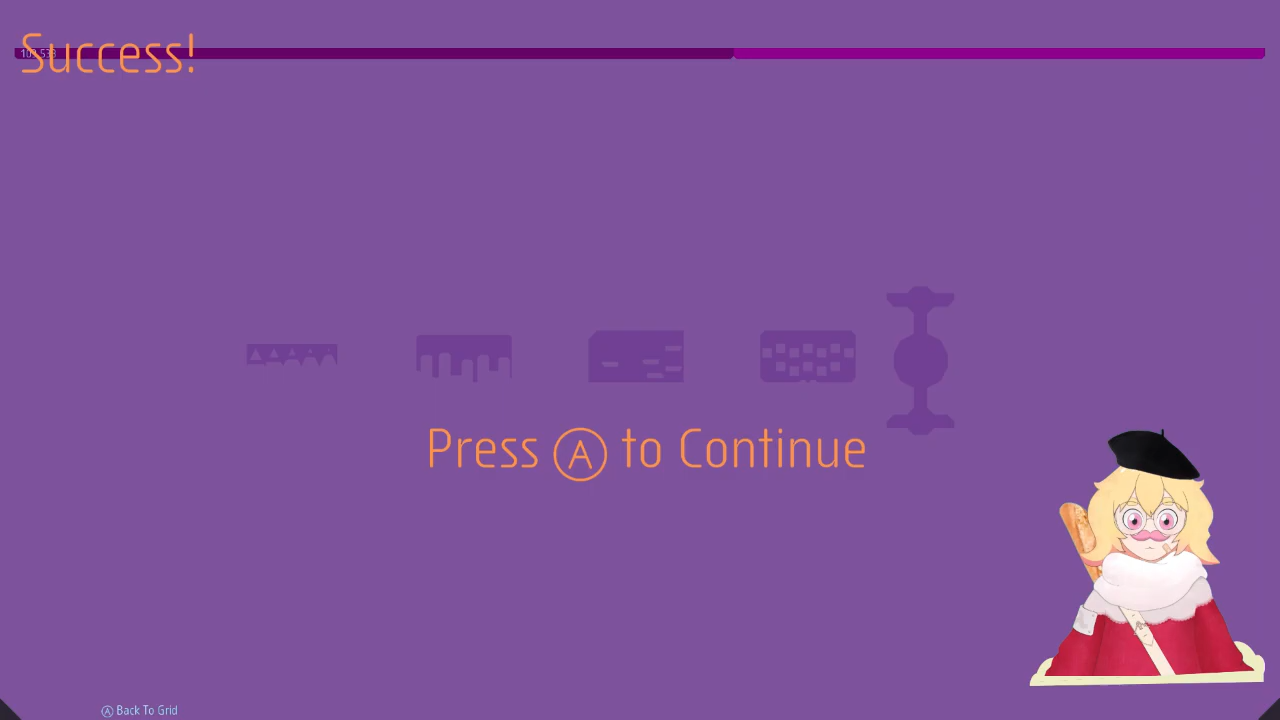 Success!
Press Ⓐ to Continue
Ⓐ Back To Grid